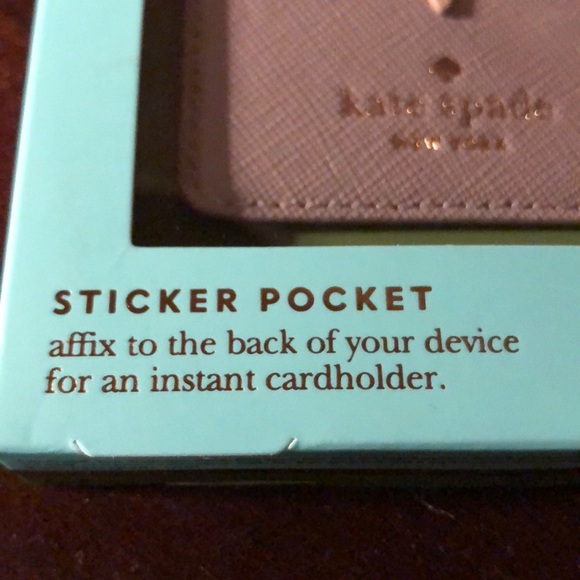 kate spade
NEW YORK
STICKER POCKET
affix to the back of your device
for an instant cardholder.